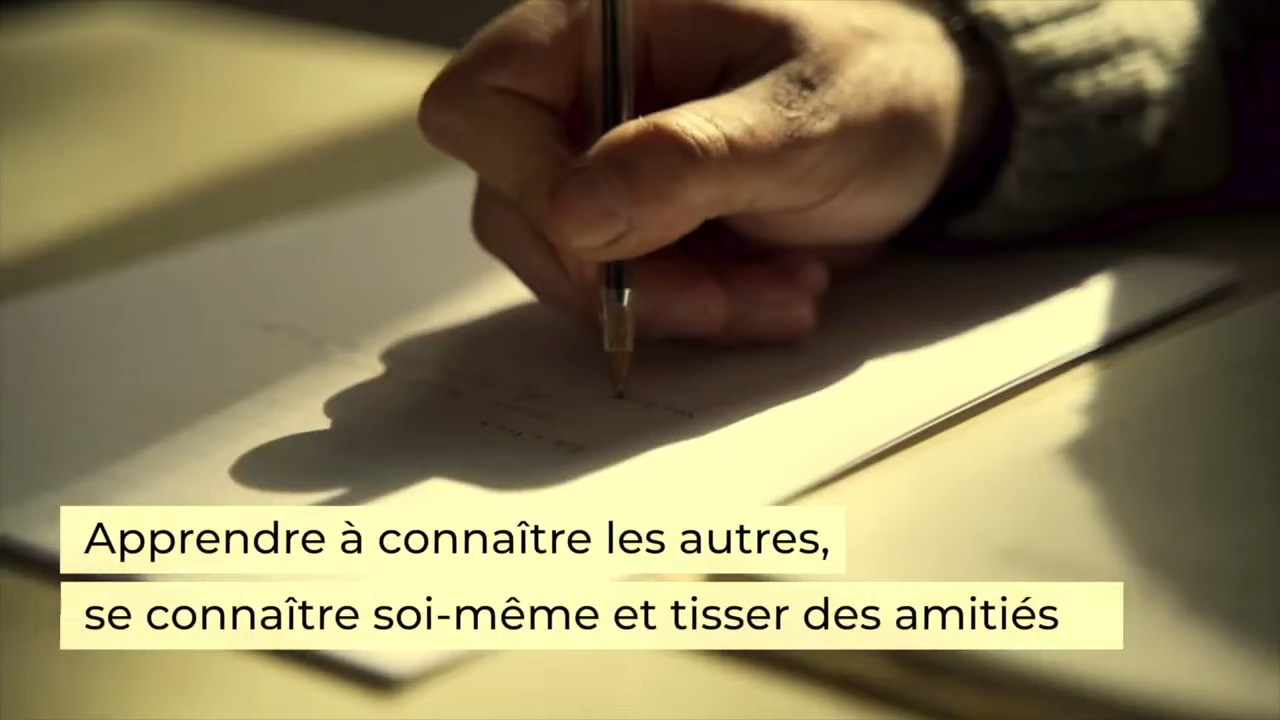 Apprendre à connaître les autres,
se connaître soi-même et tisser des amitiés